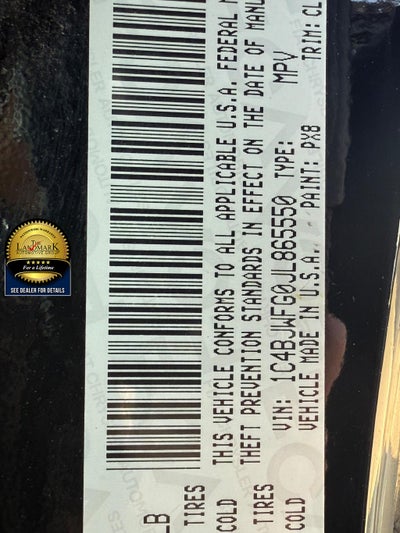 THE
LANDMARK
For a Lifetime
SEE DEALER FOR DETAILS
LB
TIRES
COLD
TIRES
COLD
THIS VEHICLE CONFORMS TO ALL APPLICABLE U.S.A. FEDERAL M
THEFT PREVENTION STANDARDS IN EFFECT ON THE DATE OF MANU
VIN: 1C4BJWFG0JL865550 TYPE: MPV
VEHICLE MADE IN U.S.A. PAINT: PX8 TRIM: CL